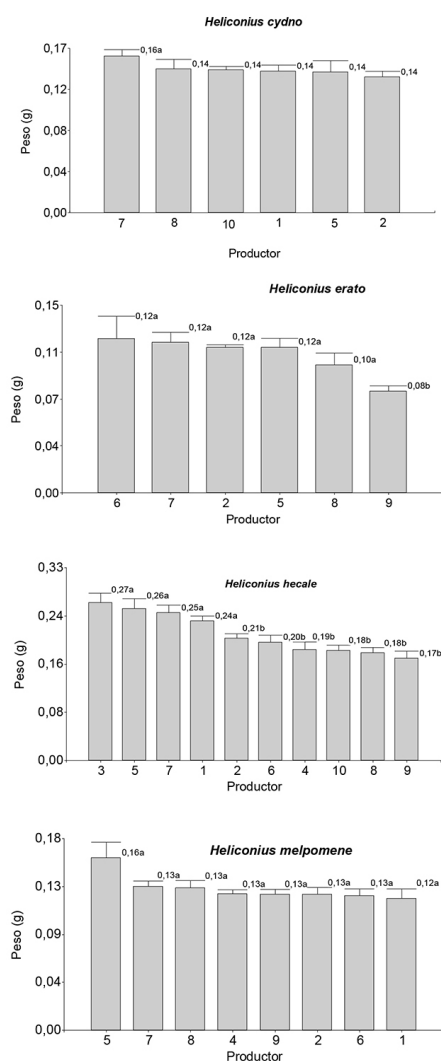 Heliconius cydno
0,17
0,12
0,08
0,04
0,00
Peso (g)
0,16a
0,14
0,14
0,14
0,14
0,14
7 8 10 1 5 2
Productor
Heliconius erato
0,15
0,11
0,07
0,04
0,00
Peso (g)
0,12a
0,12a
0,12a
0,12a
0,10a
0,08b
6 7 2 5 8 9
Productor
Heliconius hecale
0,33
0,24
0,16
0,08
0,00
Peso (g)
0,27a
0,26a
0,25a
0,24a
0,21b
0,20b
0,19b
0,18b
0,18b
0,17b
3 5 7 1 2 6 4 10 8 9
Productor
Heliconius melpomene
0,18
0,13
0,09
0,04
0,00
Peso (g)
0,16a
0,13a
0,13a
0,13a
0,13a
0,13a
0,13a
0,12a
5 7 8 4 9 2 6 1
Productor